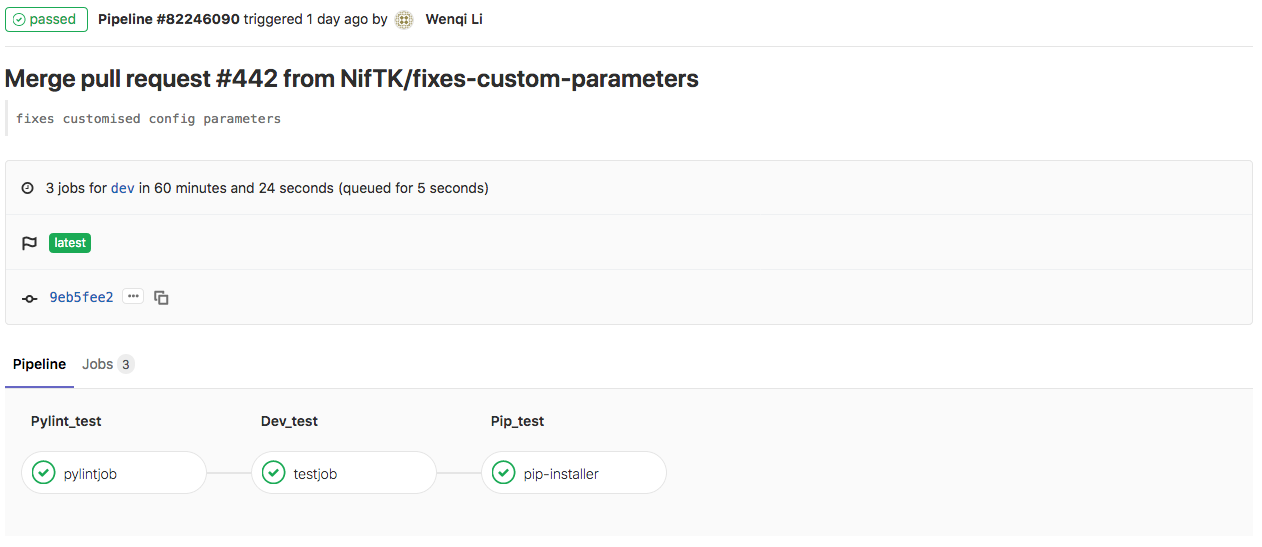 passed Pipeline #82246090 triggered 1 day ago by Wenqi Li
Merge pull request #442 from NifTK/fixes-custom-parameters
fixes customised config parameters
3 jobs for dev in 60 minutes and 24 seconds (queued for 5 seconds)
latest
9eb5fee2
Pipeline Jobs 3
Pylint_test Dev_test Pip_test
pylintjob testjob pip-installer